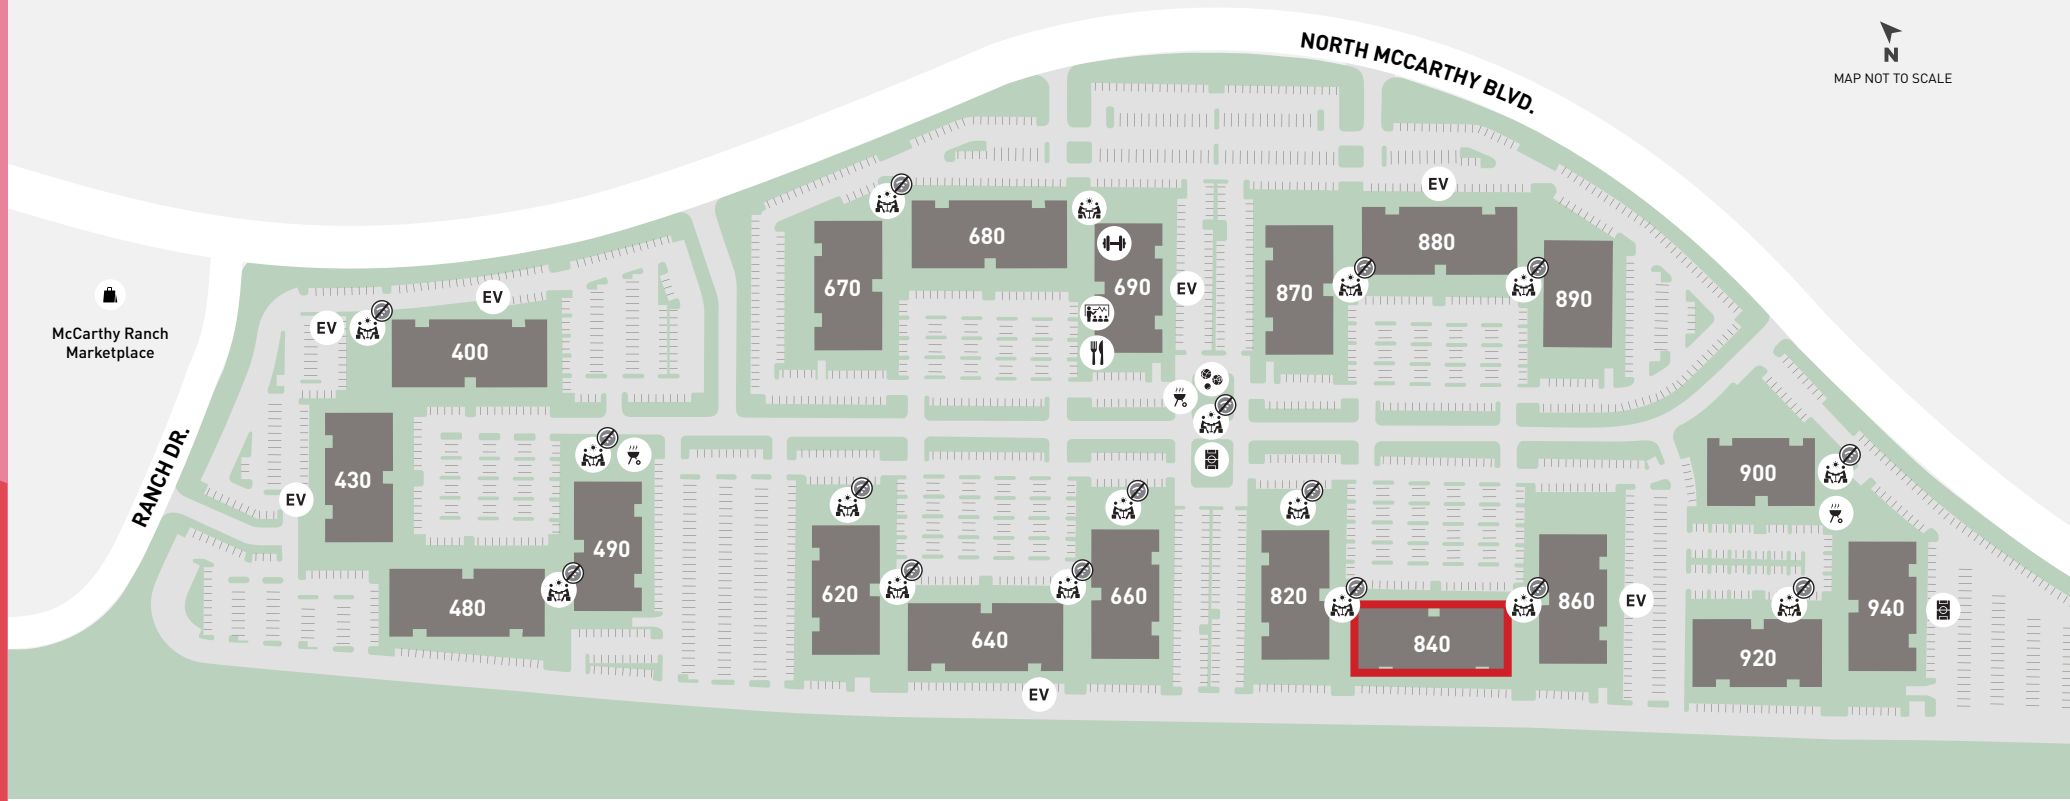 NORTH MCCARTHY BLVD.
N
MAP NOT TO SCALE
EV
680
880
670
690
EV
870
890
EV
EV
McCarthy Ranch
Marketplace
400
RANCH DR.
430
EV
490
480
620
640
660
EV
820
840
860
EV
900
920
940